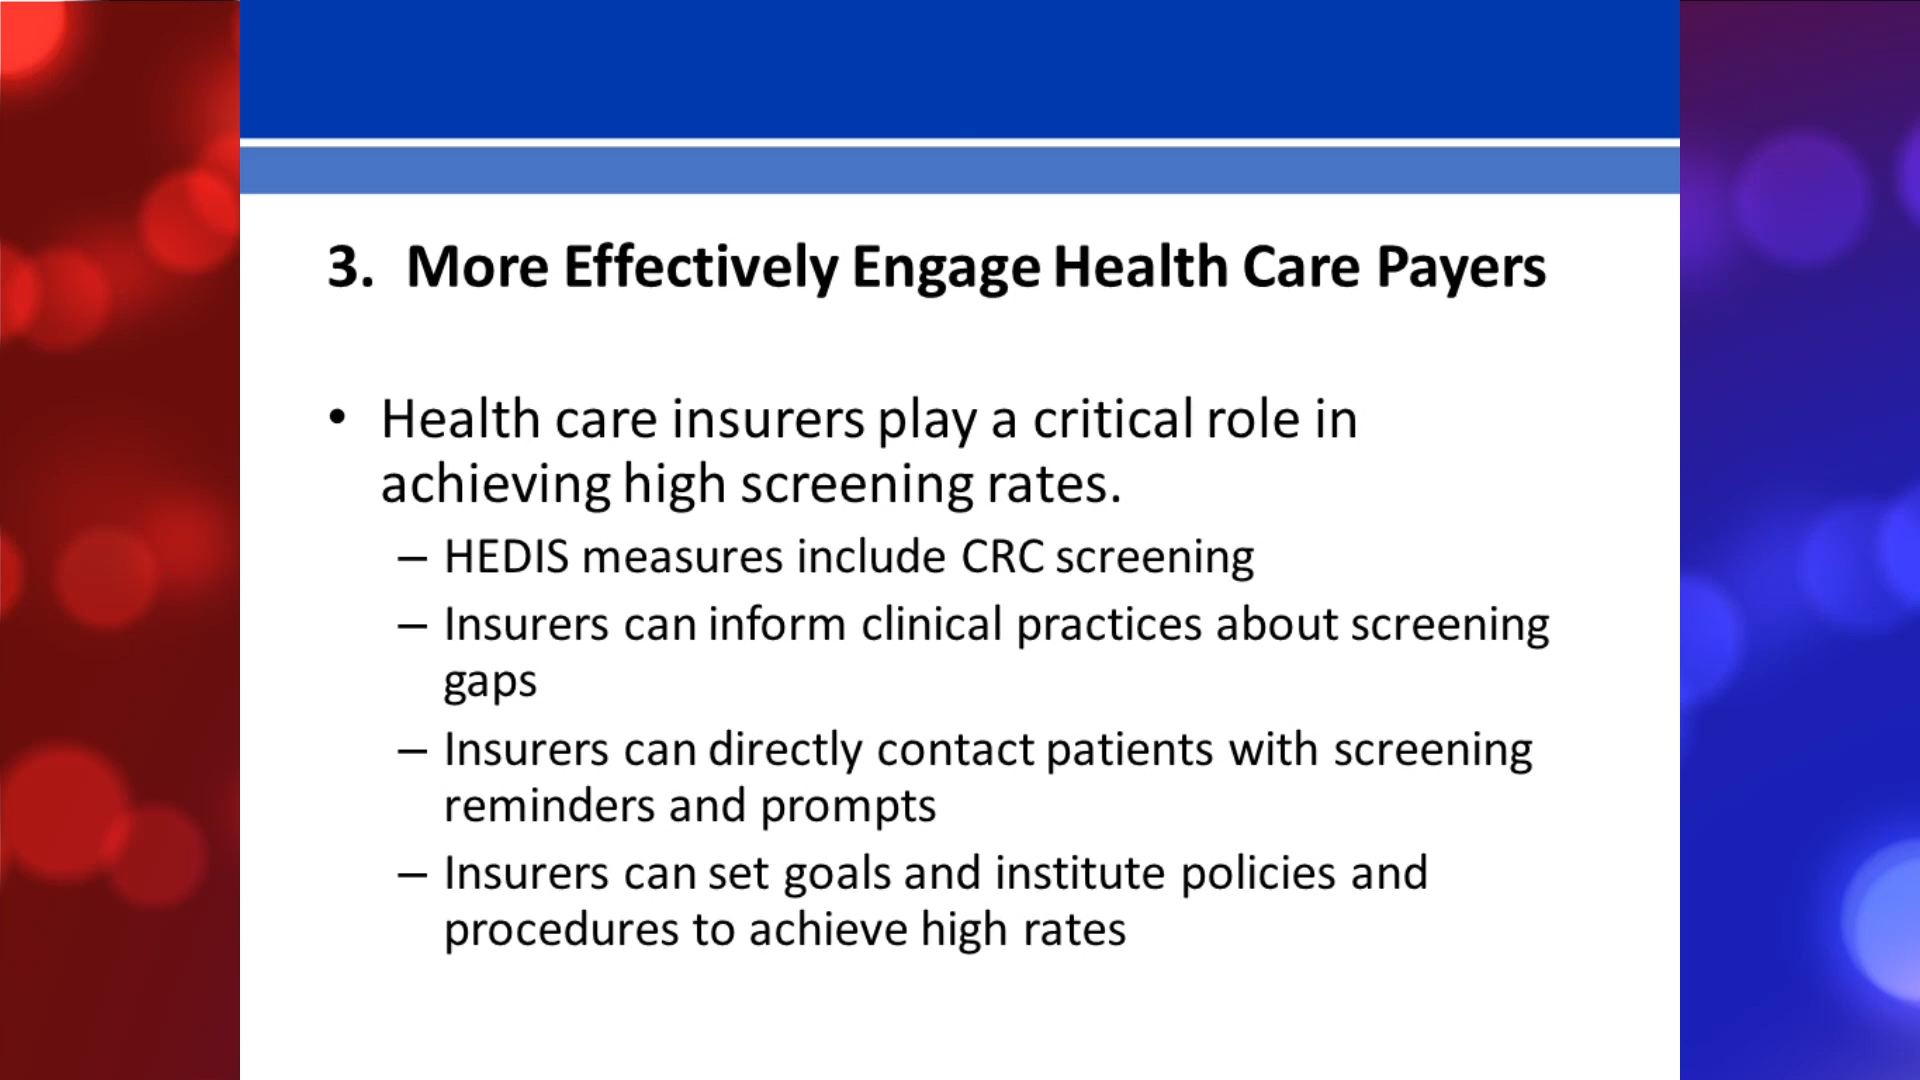 3. More Effectively Engage Health Care Payers
• Health care insurers play a critical role in
achieving high screening rates.
– HEDIS measures include CRC screening
– Insurers can inform clinical practices about screening
gaps
– Insurers can directly contact patients with screening
reminders and prompts
– Insurers can set goals and institute policies and
procedures to achieve high rates